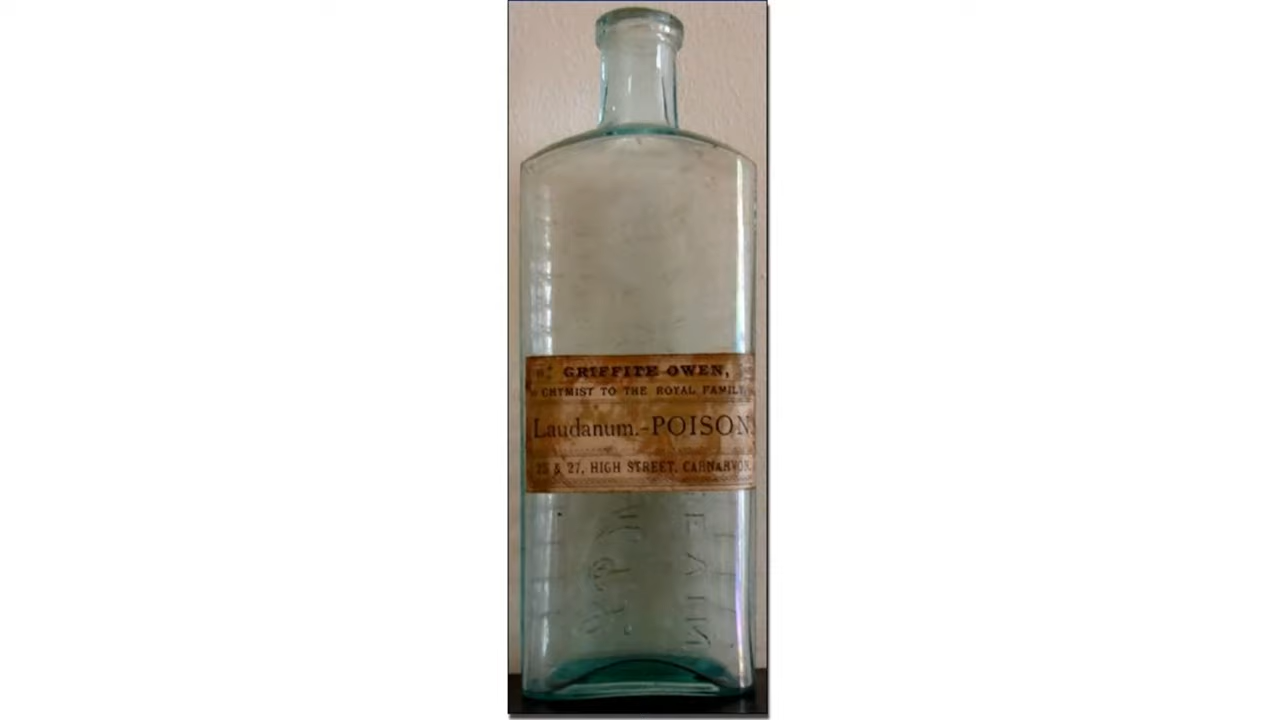 GRIFFITH OWEN,
CHYMIST TO THE ROYAL FAMILY,
Laudanum.-POISON.
25 & 27, HIGH STREET, CARNARVON.